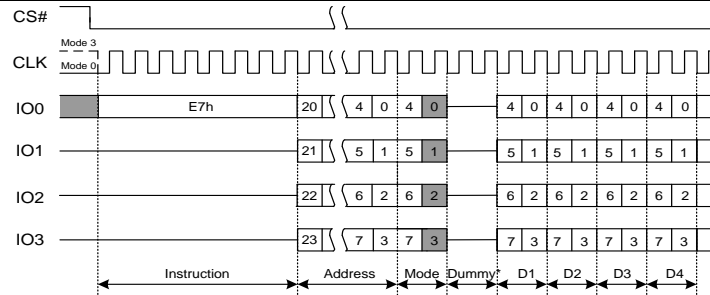 CS#
Mode 3
CLK Mode 0
IO0 E7h 20 4 0 4 0 4 0 4 0 4 0 4 0
IO1 21 5 1 5 1 5 1 5 1 5 1 5 1
IO2 22 6 2 6 2 6 2 6 2 6 2 6 2
IO3 23 7 3 7 3 7 3 7 3 7 3 7 3
Instruction Address Mode Dummy* D1 D2 D3 D4